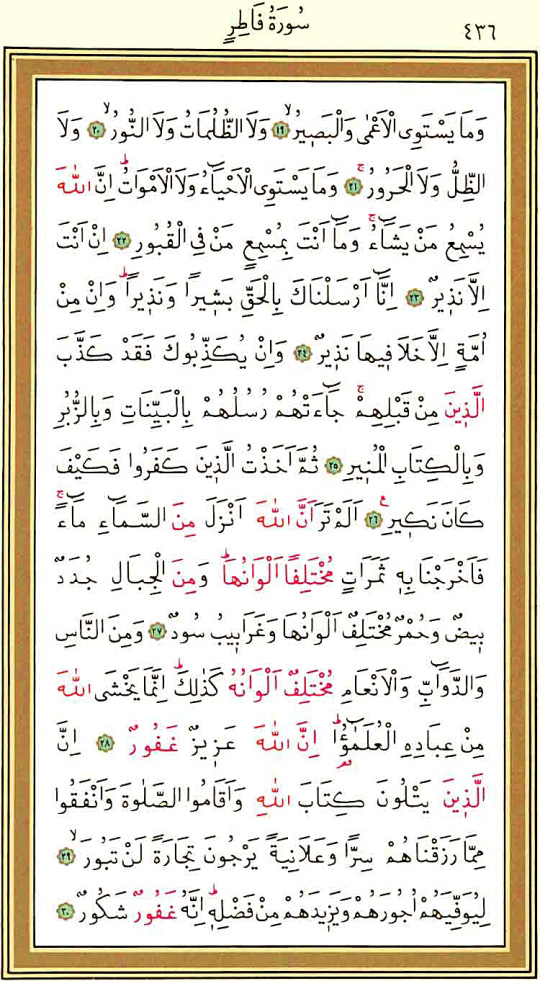 سُورَةُ فَاطِرٍ
٤٣٦
وَمَا يَسْتَوِى الْاَعْمٰى وَالْبَصٖيرُۙ ﴿١٩﴾ وَلَا الظُّلُمَاتُ وَلَا النُّورُۙ ﴿٢٠﴾ وَلَا
الظِّلُّ وَلَا الْحَرُورُۚ ﴿٢١﴾ وَمَا يَسْتَوِى الْاَحْيَٓاءُ وَلَا الْاَمْوَاتُۜ اِنَّ اللّٰهَ
يُسْمِعُ مَنْ يَشَٓاءُۚ وَمَٓا اَنْتَ بِمُسْمِعٍ مَنْ فِى الْقُبُورِ ﴿٢٢﴾ اِنْ اَنْتَ
اِلَّا نَذٖيرٌ ﴿٢٣﴾ اِنَّٓا اَرْسَلْنَاكَ بِالْحَقِّ بَشٖيرًا وَنَذٖيرًاۜ وَاِنْ مِنْ
اُمَّةٍ اِلَّا خَلَا فٖيهَا نَذٖيرٌ ﴿٢٤﴾ وَاِنْ يُكَذِّبُوكَ فَقَدْ كَذَّبَ
الَّذٖينَ مِنْ قَبْلِهِمْۚ جَٓاءَتْهُمْ رُسُلُهُمْ بِالْبَيِّنَاتِ وَبِالزُّبُرِ
وَبِالْكِتَابِ الْمُنٖيرِ ﴿٢٥﴾ ثُمَّ اَخَذْتُ الَّذٖينَ كَفَرُوا فَكَيْفَ
كَانَ نَكٖيرِ ﴿٢٦﴾ ع اَلَمْ تَرَ اَنَّ اللّٰهَ اَنْزَلَ مِنَ السَّمَٓاءِ مَٓاءًۚ
فَاَخْرَجْنَا بِهٖ ثَمَرَاتٍ مُخْتَلِفًا اَلْوَانُهَاۜ وَمِنَ الْجِبَالِ جُدَدٌ
بٖيضٌ وَحُمْرٌ مُخْتَلِفٌ اَلْوَانُهَا وَغَرَابٖيبُ سُودٌ ﴿٢٧﴾ وَمِنَ النَّاسِ
وَالدَّوَٓابِّ وَالْاَنْعَامِ مُخْتَلِفٌ اَلْوَانُهُ كَذٰلِكَۜ اِنَّمَا يَخْشَى اللّٰهَ
مِنْ عِبَادِهِ الْعُلَمٰٓؤُ۬اۜ اِنَّ اللّٰهَ عَزٖيزٌ غَفُورٌ ﴿٢٨﴾ اِنَّ
الَّذٖينَ يَتْلُونَ كِتَابَ اللّٰهِ وَاَقَامُوا الصَّلٰوةَ وَاَنْفَقُوا
مِمَّا رَزَقْنَاهُمْ سِرًّا وَعَلَانِيَةً يَرْجُونَ تِجَارَةً لَنْ تَبُورَۙ ﴿٢٩﴾
لِيُوَفِّيَهُمْ اُجُورَهُمْ وَيَزٖيدَهُمْ مِنْ فَضْلِهٖۜ اِنَّهُ غَفُورٌ شَكُورٌ ﴿٣٠﴾